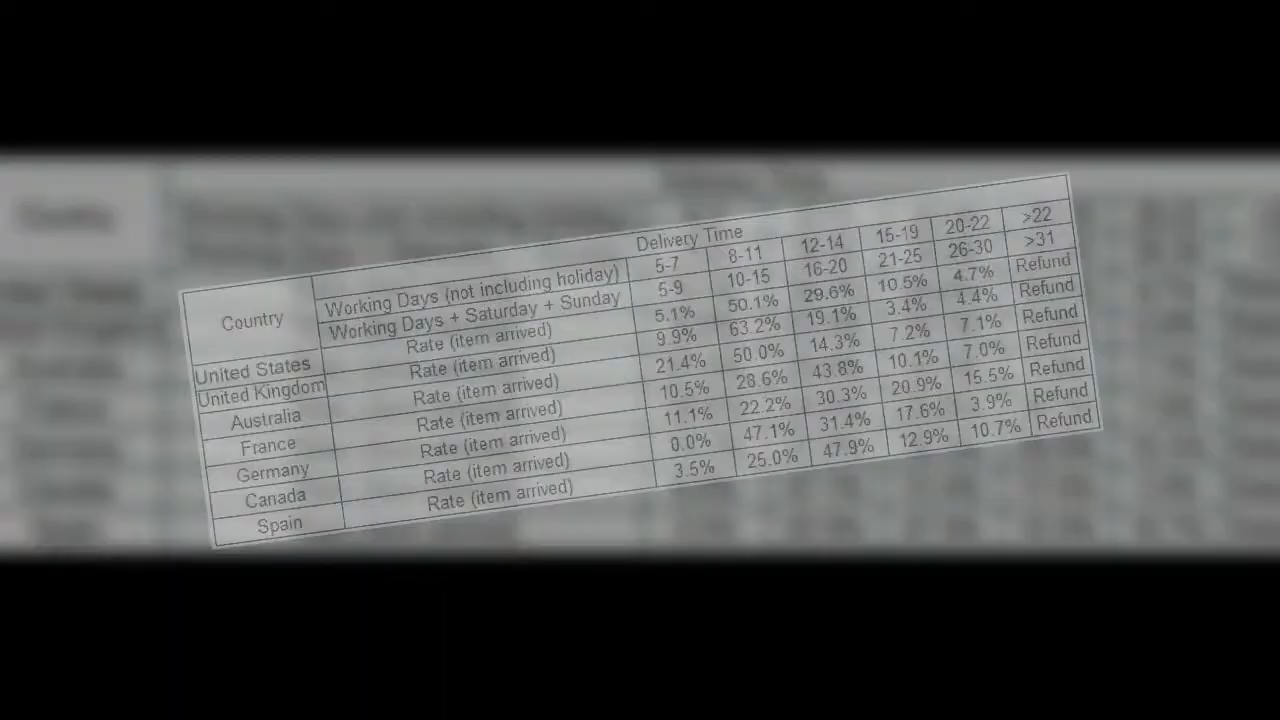 Delivery Time
Country
Working Days (not including holiday) 5-7 8-11 12-14 15-19 20-22 >22
Working Days + Saturday + Sunday 5-9 10-15 16-20 21-25 26-30 >31
United States Rate (item arrived) 5.1% 50.1% 29.6% 10.5% 4.7% Refund
United Kingdom Rate (item arrived) 9.9% 63.2% 19.1% 3.4% 4.4% Refund
Australia Rate (item arrived) 21.4% 50.0% 14.3% 7.2% 7.1% Refund
France Rate (item arrived) 10.5% 28.6% 43.8% 10.1% 7.0% Refund
Germany Rate (item arrived) 11.1% 22.2% 30.3% 20.9% 15.5% Refund
Canada Rate (item arrived) 0.0% 47.1% 31.4% 17.6% 3.9% Refund
Spain Rate (item arrived) 3.5% 25.0% 47.9% 12.9% 10.7% Refund